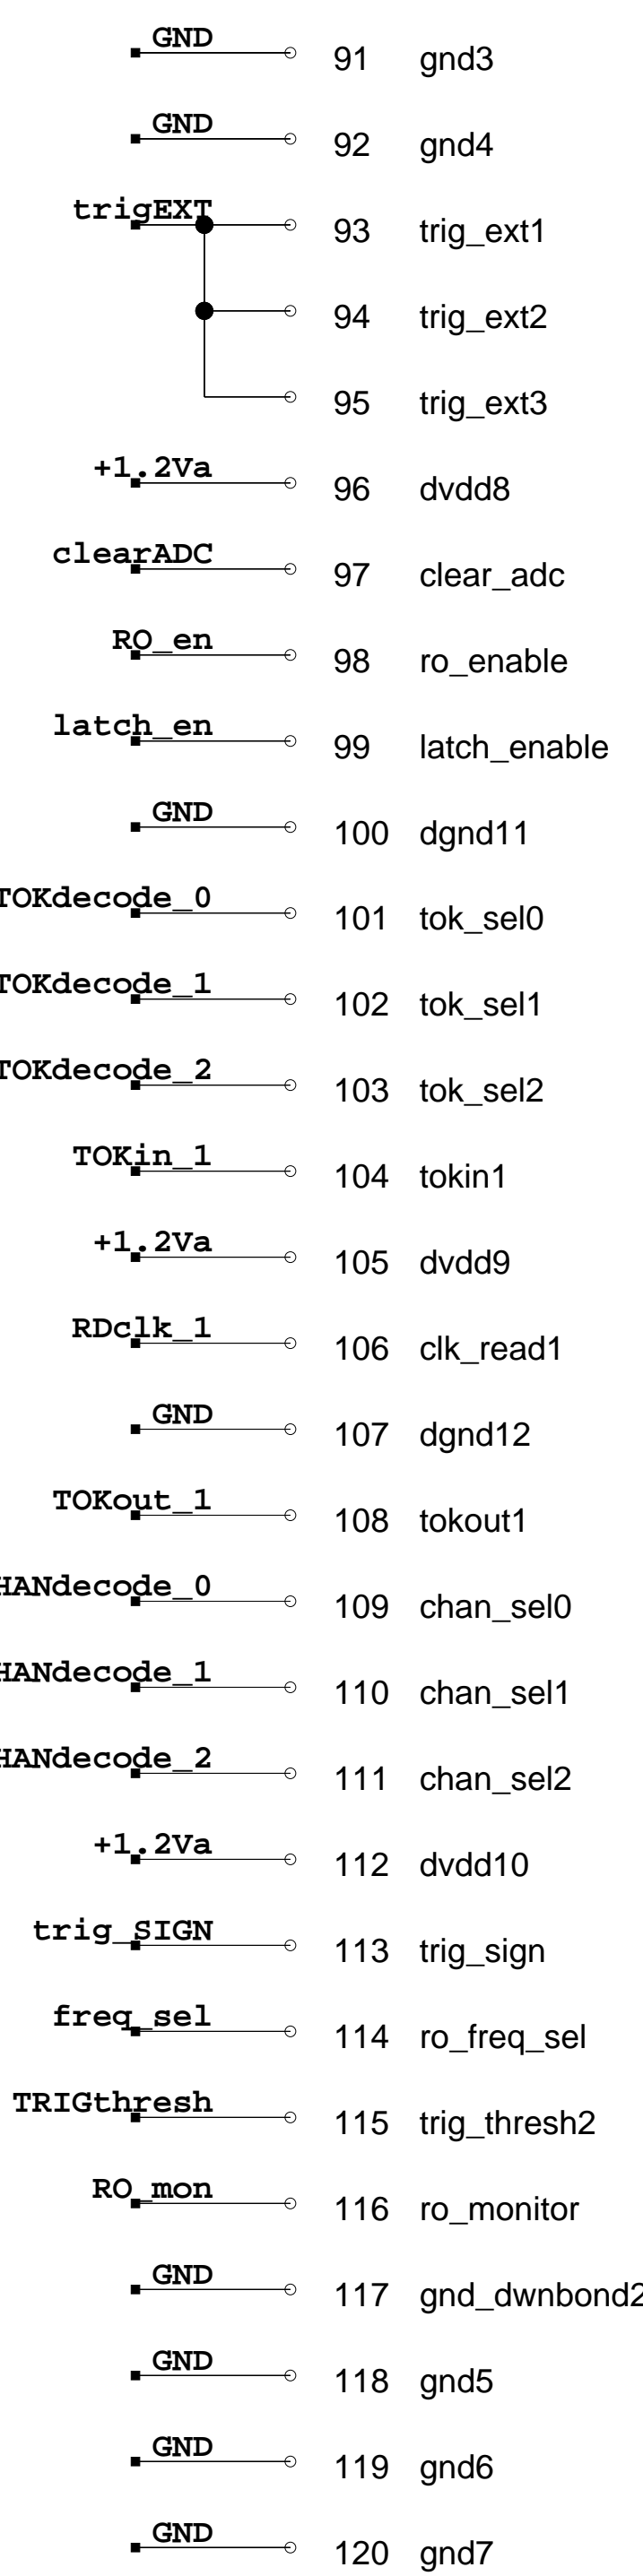 GND 91 gnd3
GND 92 gnd4
trigEXT 93 trig_ext1
94 trig_ext2
95 trig_ext3
+1.2Va 96 dvdd8
clearADC 97 clear_adc
RO_en 98 ro_enable
latch_en 99 latch_enable
GND 100 dgnd11
TOKdecode_0 101 tok_sel0
TOKdecode_1 102 tok_sel1
TOKdecode_2 103 tok_sel2
TOKin_1 104 tokin1
+1.2Va 105 dvdd9
RDclk_1 106 clk_read1
GND 107 dgnd12
TOKout_1 108 tokout1
HANdecode_0 109 chan_sel0
HANdecode_1 110 chan_sel1
HANdecode_2 111 chan_sel2
+1.2Va 112 dvdd10
trig_SIGN 113 trig_sign
freq_sel 114 ro_freq_sel
TRIGthresh 115 trig_thresh2
RO_mon 116 ro_monitor
GND 117 gnd_dwnbond2
GND 118 gnd5
GND 119 gnd6
GND 120 gnd7